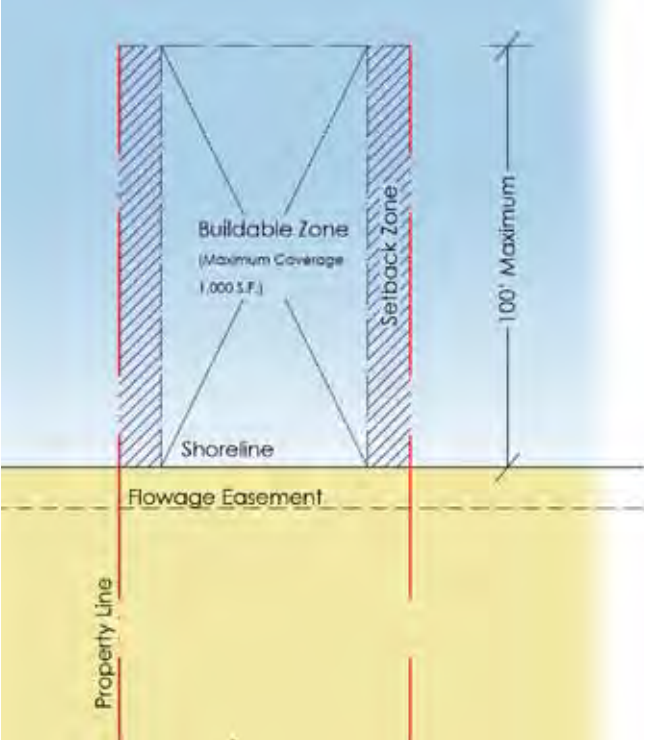 Buildable Zone
(Maximum Coverage
1,000 S.F.)
Setback Zone
100' Maximum
Shoreline
Flowage Easement
Property Line